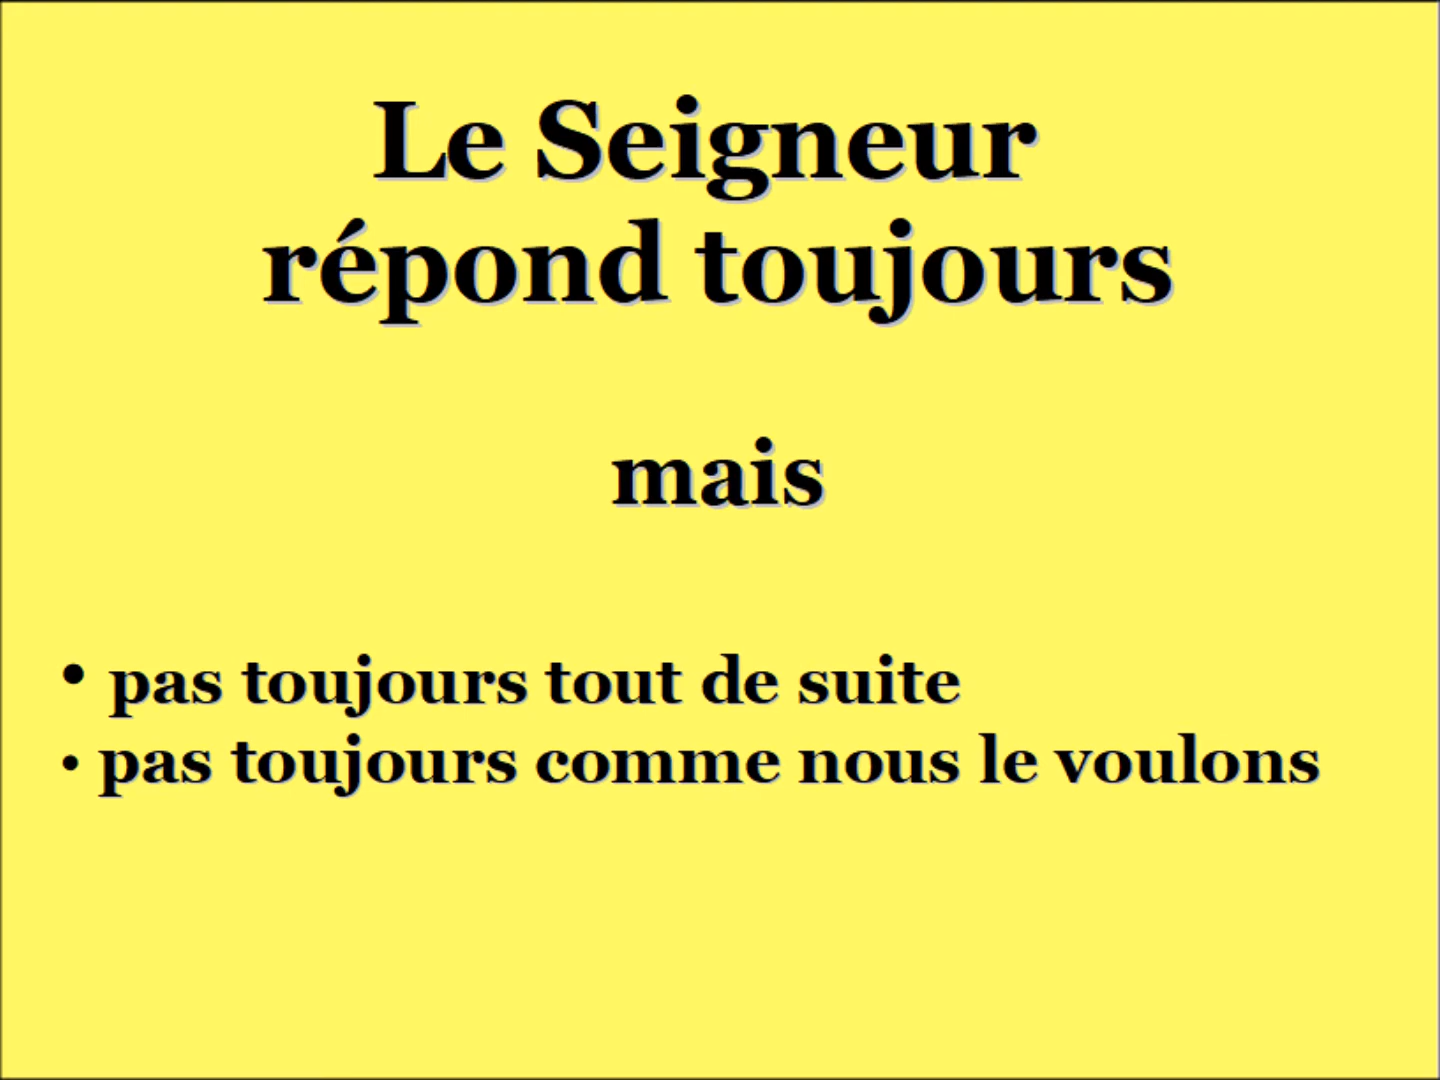 Le Seigneur
répond toujours
mais
• pas toujours tout de suite
• pas toujours comme nous le voulons